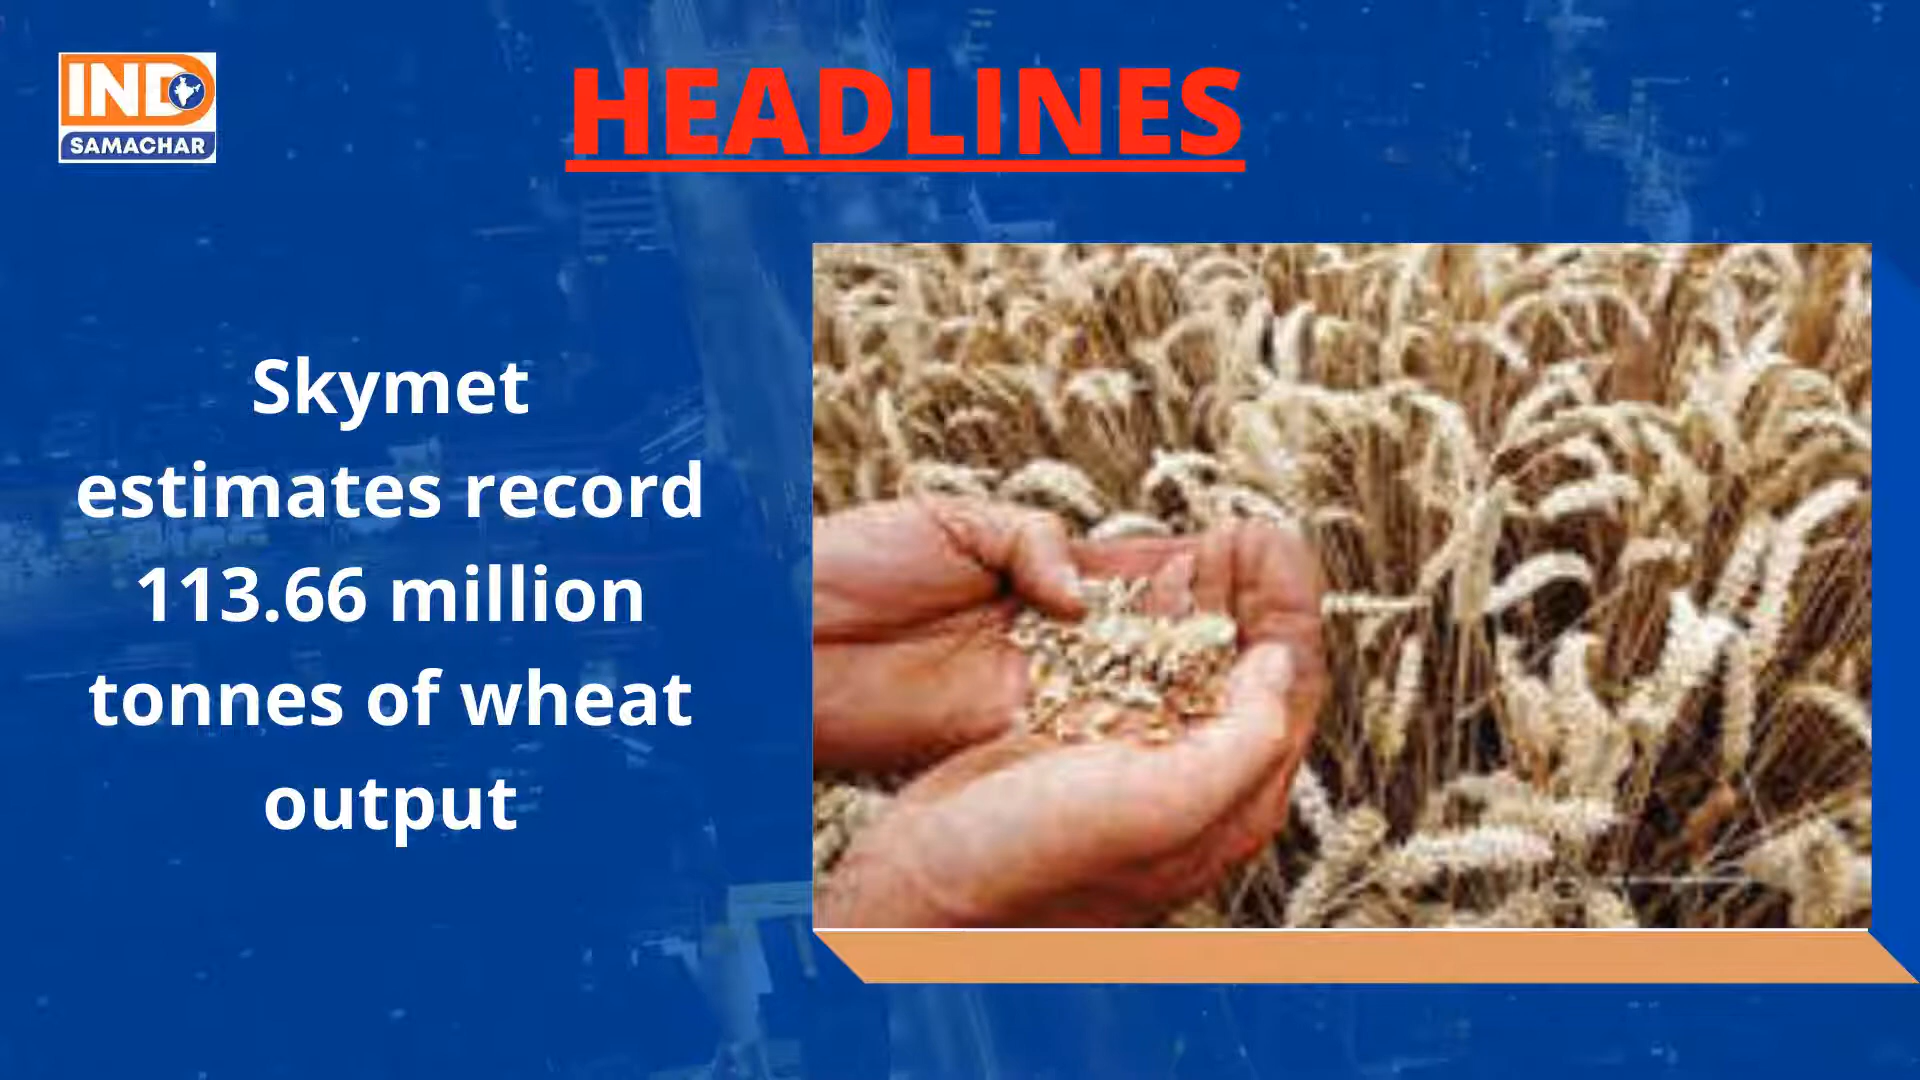 IND
SAMACHAR
HEADLINES
Skymet
estimates record
113.66 million
tonnes of wheat
output